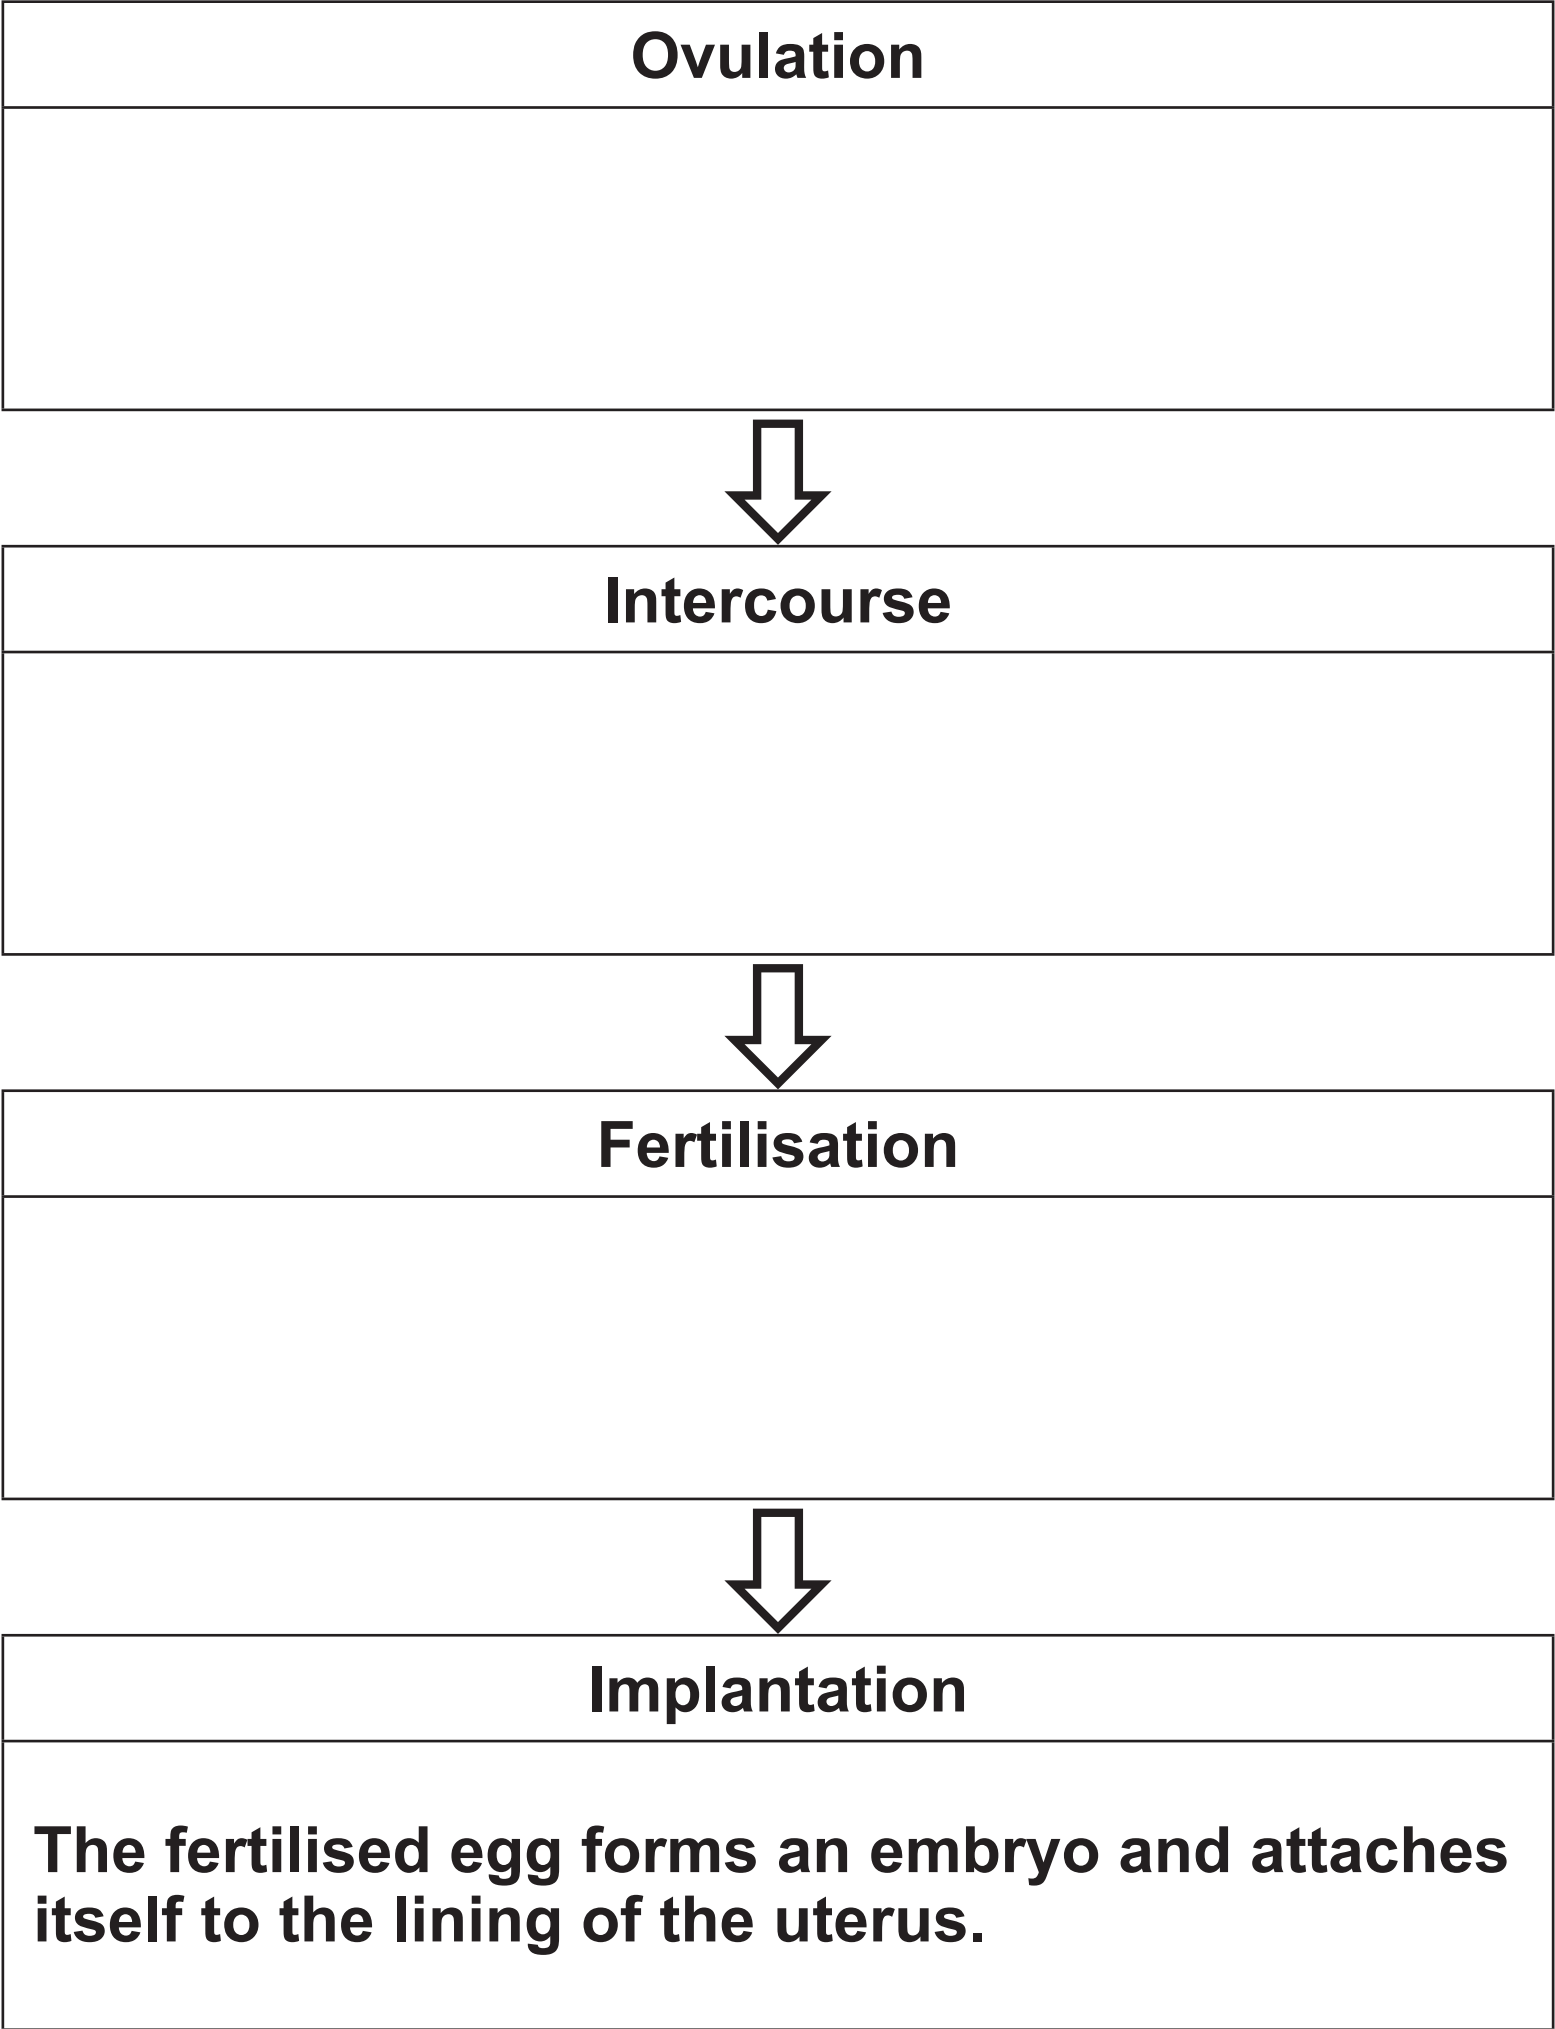 Ovulation
Intercourse
Fertilisation
Implantation
The fertilised egg forms an embryo and attaches
itself to the lining of the uterus.